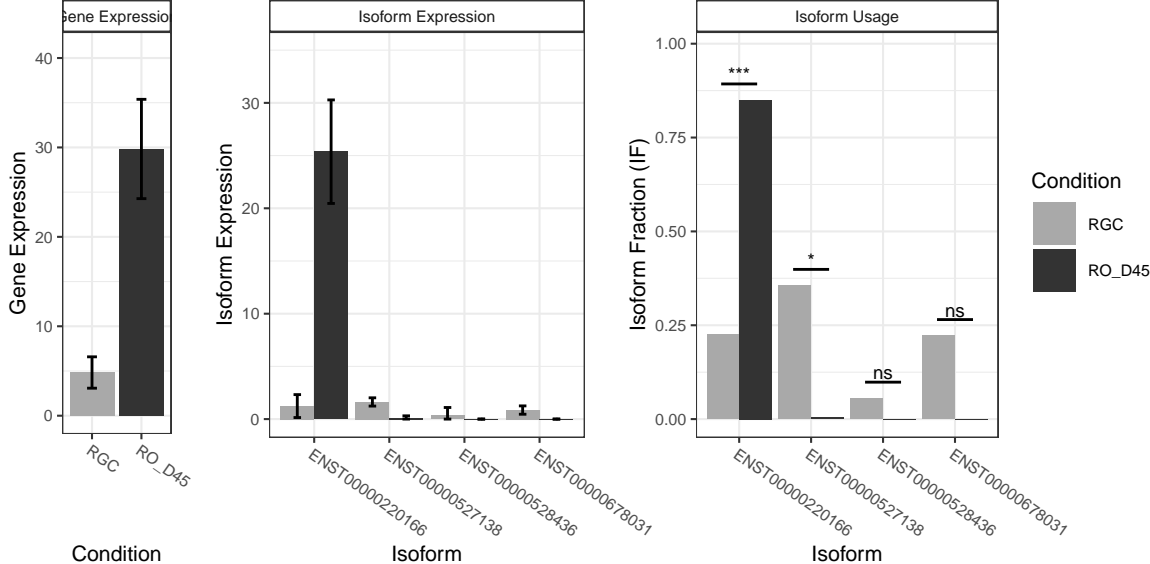 Gene Expression
Isoform Expression
Isoform Usage
Gene Expression
40
30
20
10
0
RGC
RO_D45
Condition
Isoform Expression
30
20
10
0
ENST00000220166
ENST00000527138
ENST00000528436
ENST00000678031
Isoform
Isoform Fraction (IF)
1.00
0.75
0.50
0.25
0.00
***
*
ns
ns
ENST00000220166
ENST00000527138
ENST00000528436
ENST00000678031
Isoform
Condition
RGC
RO_D45